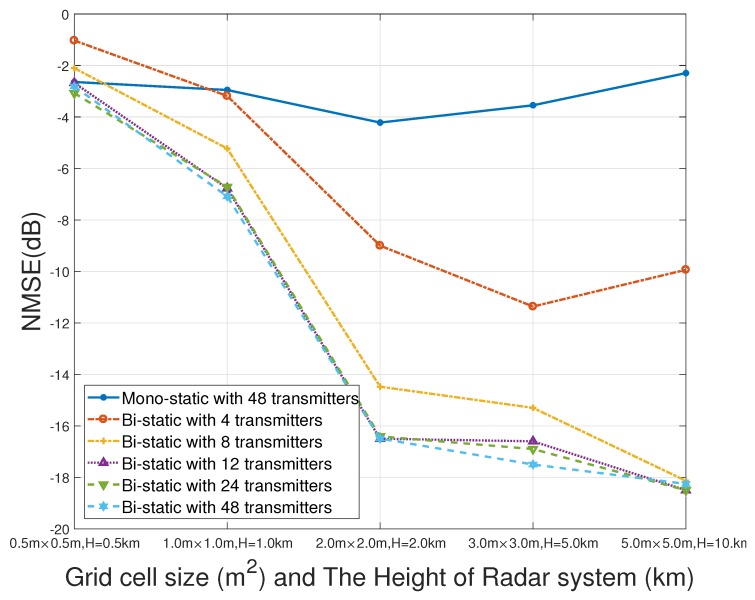 0
-2
-4
-6
-8
-10
-12
-14
-16
-18
-20
NMSE(dB)
Mono-static with 48 transmitters
Bi-static with 4 transmitters
Bi-static with 8 transmitters
Bi-static with 12 transmitters
Bi-static with 24 transmitters
Bi-static with 48 transmitters
0.5m×0.5m,H=0.5km 1.0m×1.0m,H=1.0km 2.0m×2.0m,H=2.0km 3.0m×3.0m,H=5.0km 5.0m×5.0m,H=10.km
Grid cell size (m²) and The Height of Radar system (km)